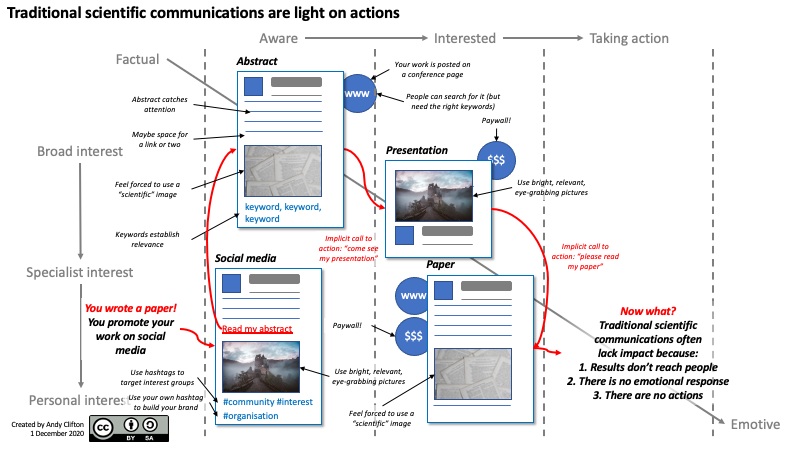 Traditional scientific communications are light on actions
Aware
Interested
Taking action
Factual
Abstract
Your work is posted on
a conference page
www
People can search for it (but
need the right keywords)
Abstract catches
attention
Maybe space for
a link or two
Paywall!
$$$
Broad interest
Presentation
Feel forced to use a
"scientific" image
Use bright, relevant,
eye-grabbing pictures
keyword, keyword,
keyword
Keywords establish
relevance
Implicit call to
action: "come see
my presentation"
Implicit call to
action: "please read
my paper"
Specialist interest
Social media
Paper
www
$$$
Paywall!
You wrote a paper!
You promote your
work on social
media
Read my abstract
Now what?
Traditional scientific
communications often
lack impact because:
1. Results don't reach people
2. There is no emotional response
3. There are no actions
Use hashtags to
target interest groups
Use bright, relevant,
eye-grabbing pictures
Personal interest
Use your own hashtag
to build your brand
#community #interest
#organisation
Feel forced to use a
"scientific" image
Emotive
Created by Andy Clifton
1 December 2020
cc
BY SA